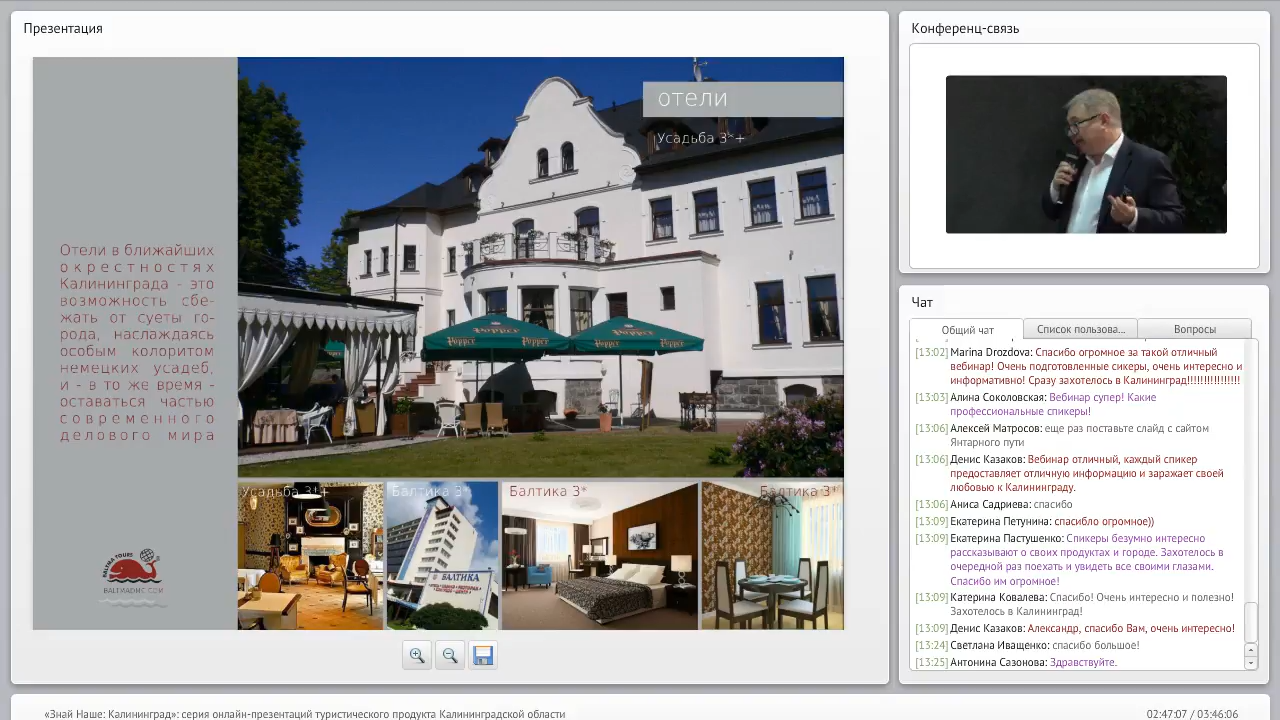 Презентация
отели
Усадьба 3*+
Отели в ближайших
окрестностях
Калининграда - это
возможность сбе-
жать от суеты го-
рода, наслаждаясь
особым колоритом
немецких усадеб,
и - в то же время -
оставаться частью
современного
делового мира
BALTMA TOURS
BALTMADMC.COM
Усадьба 3*+
Балтика 3*
БАЛТИКА
Балтика 3*
Балтика 3*
Конференц-связь
Чат
Общий чат
Список пользова...
Вопросы
[13:02] Marina Drozdova: Спасибо огромное за такой отличный
вебинар! Очень подготовленные сикеры, очень интересно и
информативно! Сразу захотелось в Калининград!!!!!!!!!!!!!!!!
[13:03] Алина Соколовская: Вебинар супер! Какие
профессиональные спикеры!
[13:06] Алексей Матросов: еще раз поставьте слайд с сайтом
Янтарного пути
[13:06] Денис Казаков: Вебинар отличный, каждый спикер
предоставляет отличную информацию и заражает своей
любовью к Калининграду.
[13:06] Аниса Садриева: спасибо
[13:09] Екатерина Петунина: спасибло огромное))
[13:09] Екатерина Пастушенко: Спикеры безумно интересно
рассказывают о своих продуктах и городе. Захотелось в
очередной раз поехать и увидеть все своими глазами.
Спасибо им огромное!
[13:09] Катерина Ковалева: Спасибо! Очень интересно и полезно!
Захотелось в Калининград!
[13:09] Денис Казаков: Александр, спасибо Вам, очень интересно!
[13:24] Светлана Иващенко: спасибо большое!
[13:25] Антонина Сазонова: Здравствуйте.
«Знай Наше: Калининград»: серия онлайн-презентаций туристического продукта Калининградской области
02:47:07 / 03:46:06